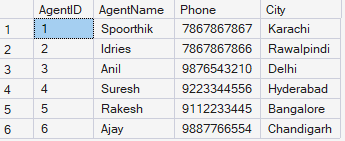 AgentID AgentName Phone City
1 1 Spoorthik 7867867867 Karachi
2 2 Idries 7867867866 Rawalpindi
3 3 Anil 9876543210 Delhi
4 4 Suresh 9223344556 Hyderabad
5 5 Rakesh 9112233445 Bangalore
6 6 Ajay 9887766554 Chandigarh